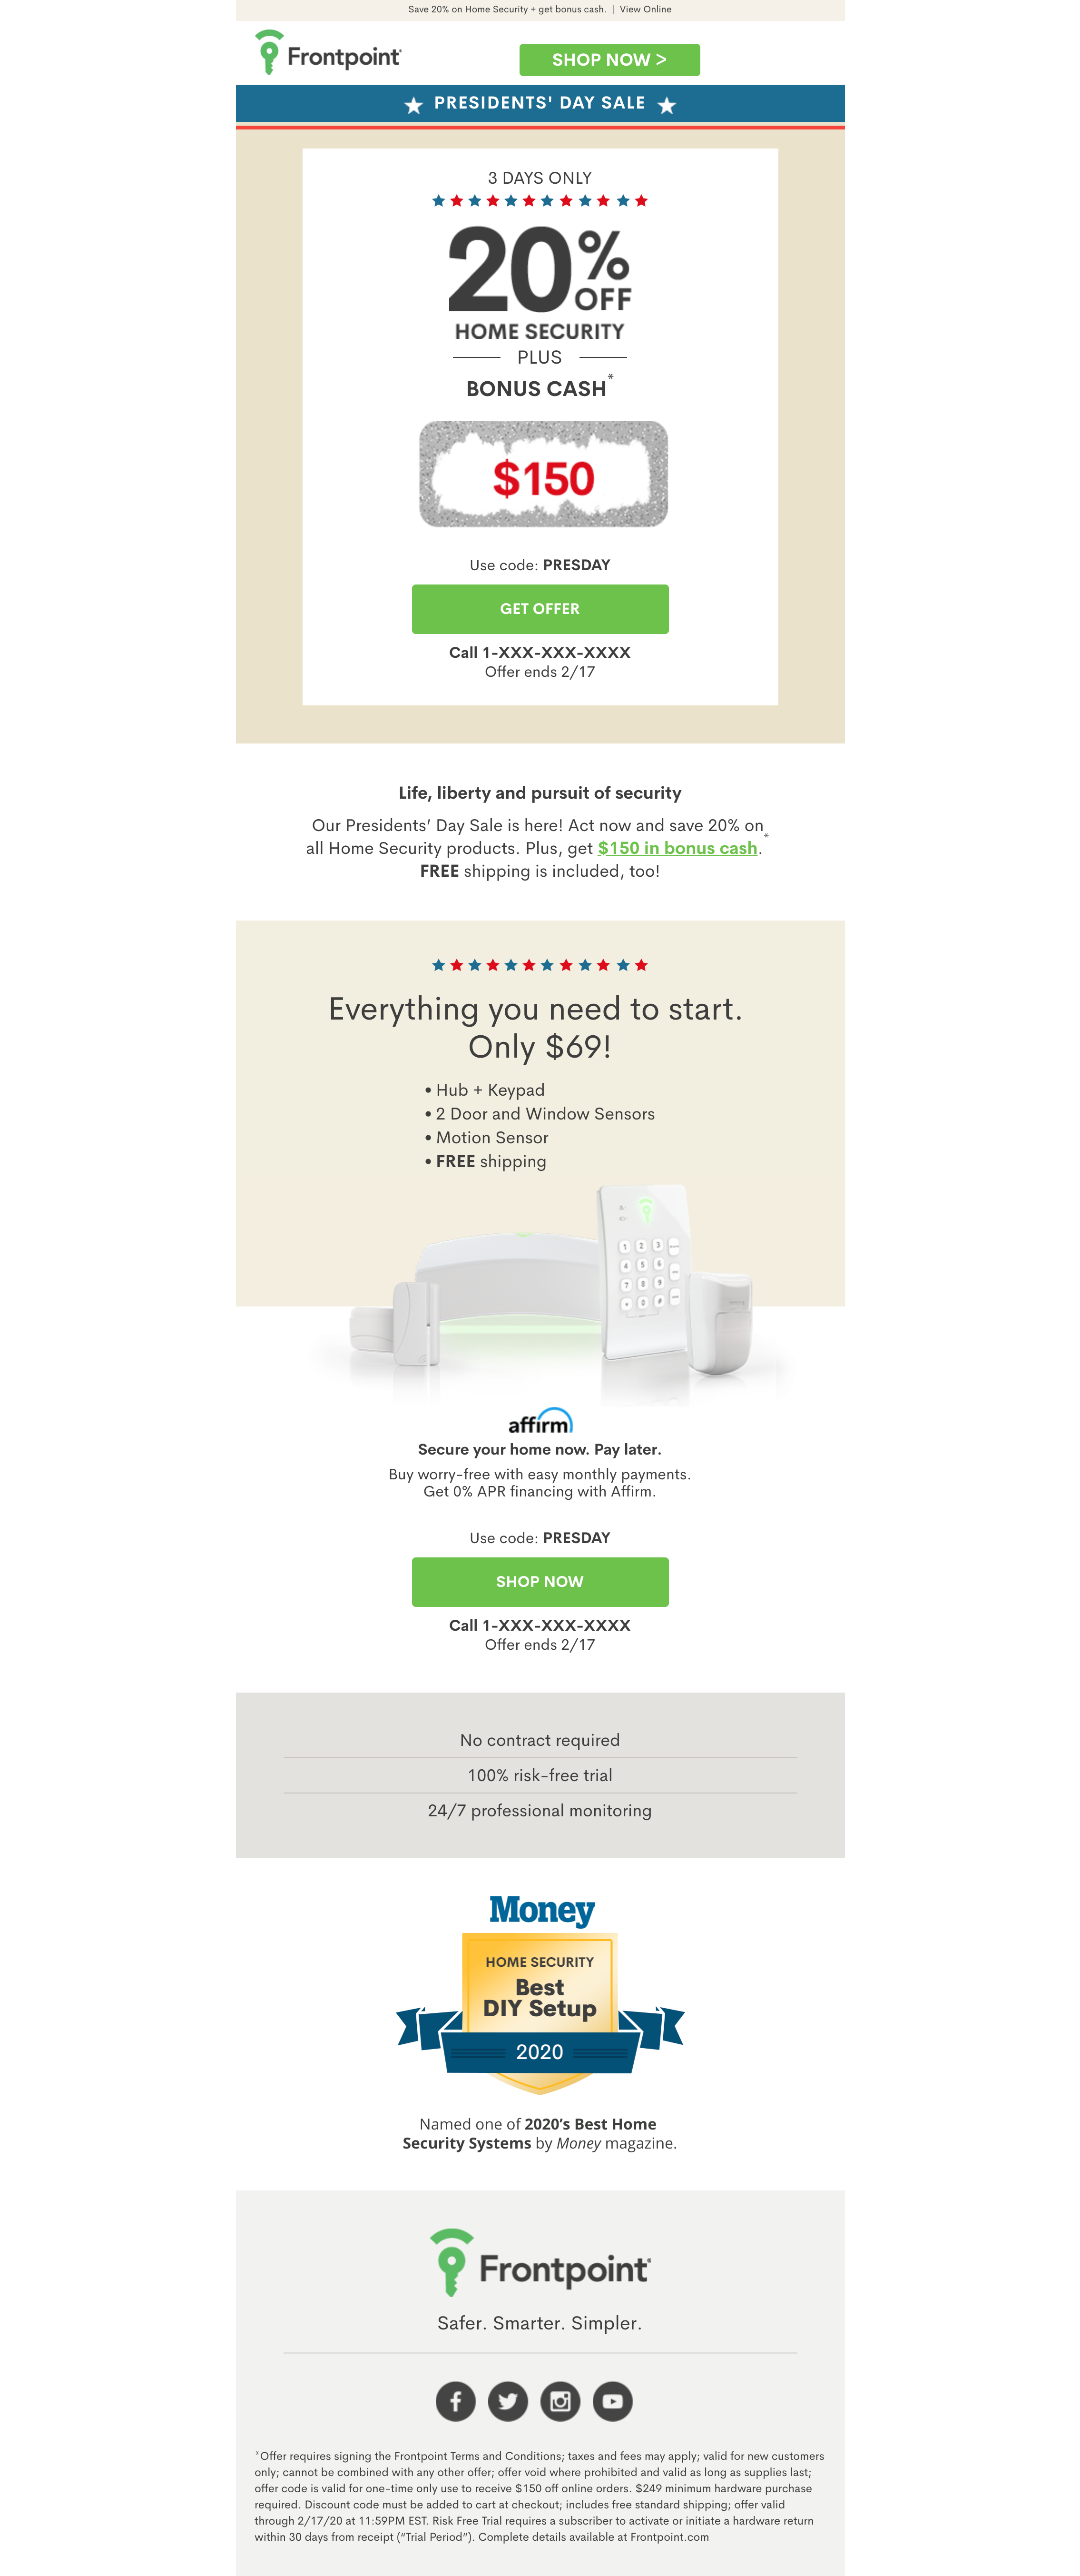 Save 20% on Home Security + get bonus cash. | View Online
Frontpoint
SHOP NOW >
PRESIDENTS' DAY SALE
3 DAYS ONLY
20% OFF
HOME SECURITY
PLUS
BONUS CASH*
$150
Use code: PRESDAY
GET OFFER
Call 1-XXX-XXX-XXXX
Offer ends 2/17
Life, liberty and pursuit of security
Our Presidents’ Day Sale is here! Act now and save 20% on
all Home Security products. Plus, get $150 in bonus cash.*
FREE shipping is included, too!
Everything you need to start.
Only $69!
• Hub + Keypad
• 2 Door and Window Sensors
• Motion Sensor
• FREE shipping
1 2 3
4 5 6
7 8 9
* 0 #
affirm
Secure your home now. Pay later.
Buy worry-free with easy monthly payments.
Get 0% APR financing with Affirm.
Use code: PRESDAY
SHOP NOW
Call 1-XXX-XXX-XXXX
Offer ends 2/17
No contract required
100% risk-free trial
24/7 professional monitoring
Money
HOME SECURITY
Best
DIY Setup
2020
Named one of 2020’s Best Home
Security Systems by Money magazine.
Frontpoint
Safer. Smarter. Simpler.
*Offer requires signing the Frontpoint Terms and Conditions; taxes and fees may apply; valid for new customers
only; cannot be combined with any other offer; offer void where prohibited and valid as long as supplies last;
offer code is valid for one-time only use to receive $150 off online orders. $249 minimum hardware purchase
required. Discount code must be added to cart at checkout; includes free standard shipping; offer valid
through 2/17/20 at 11:59PM EST. Risk Free Trial requires a subscriber to activate or initiate a hardware return
within 30 days from receipt (“Trial Period”). Complete details available at Frontpoint.com